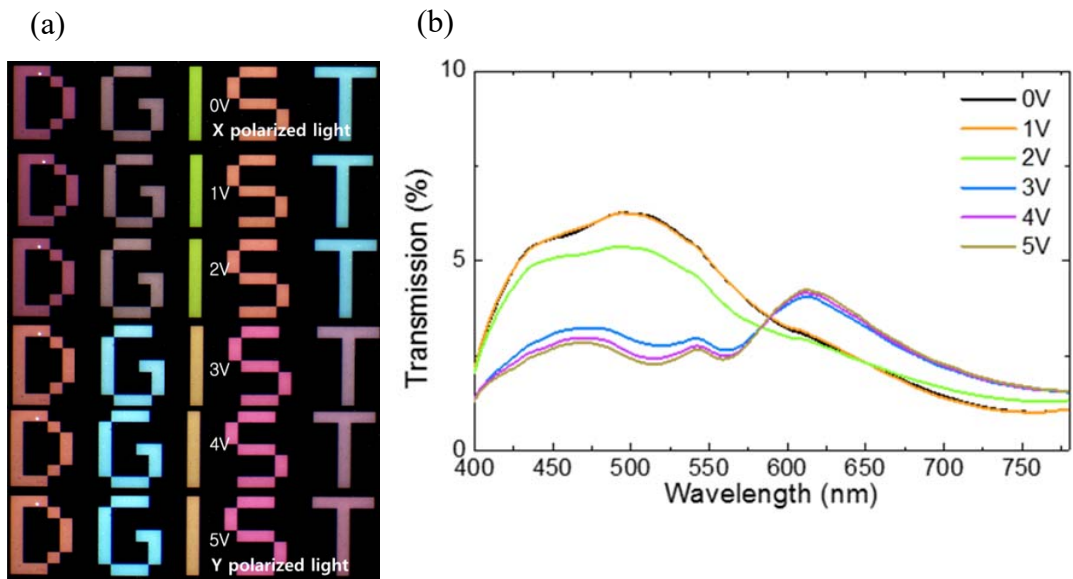 (a)
(b)
D G I S T
0V
X polarized light
D G I S T
1V
D G I S T
2V
D G I S T
3V
D G I S T
4V
D G I S T
5V
Y polarized light
10
5
0
Transmission (%)
400 450 500 550 600 650 700 750
Wavelength (nm)
0V
1V
2V
3V
4V
5V